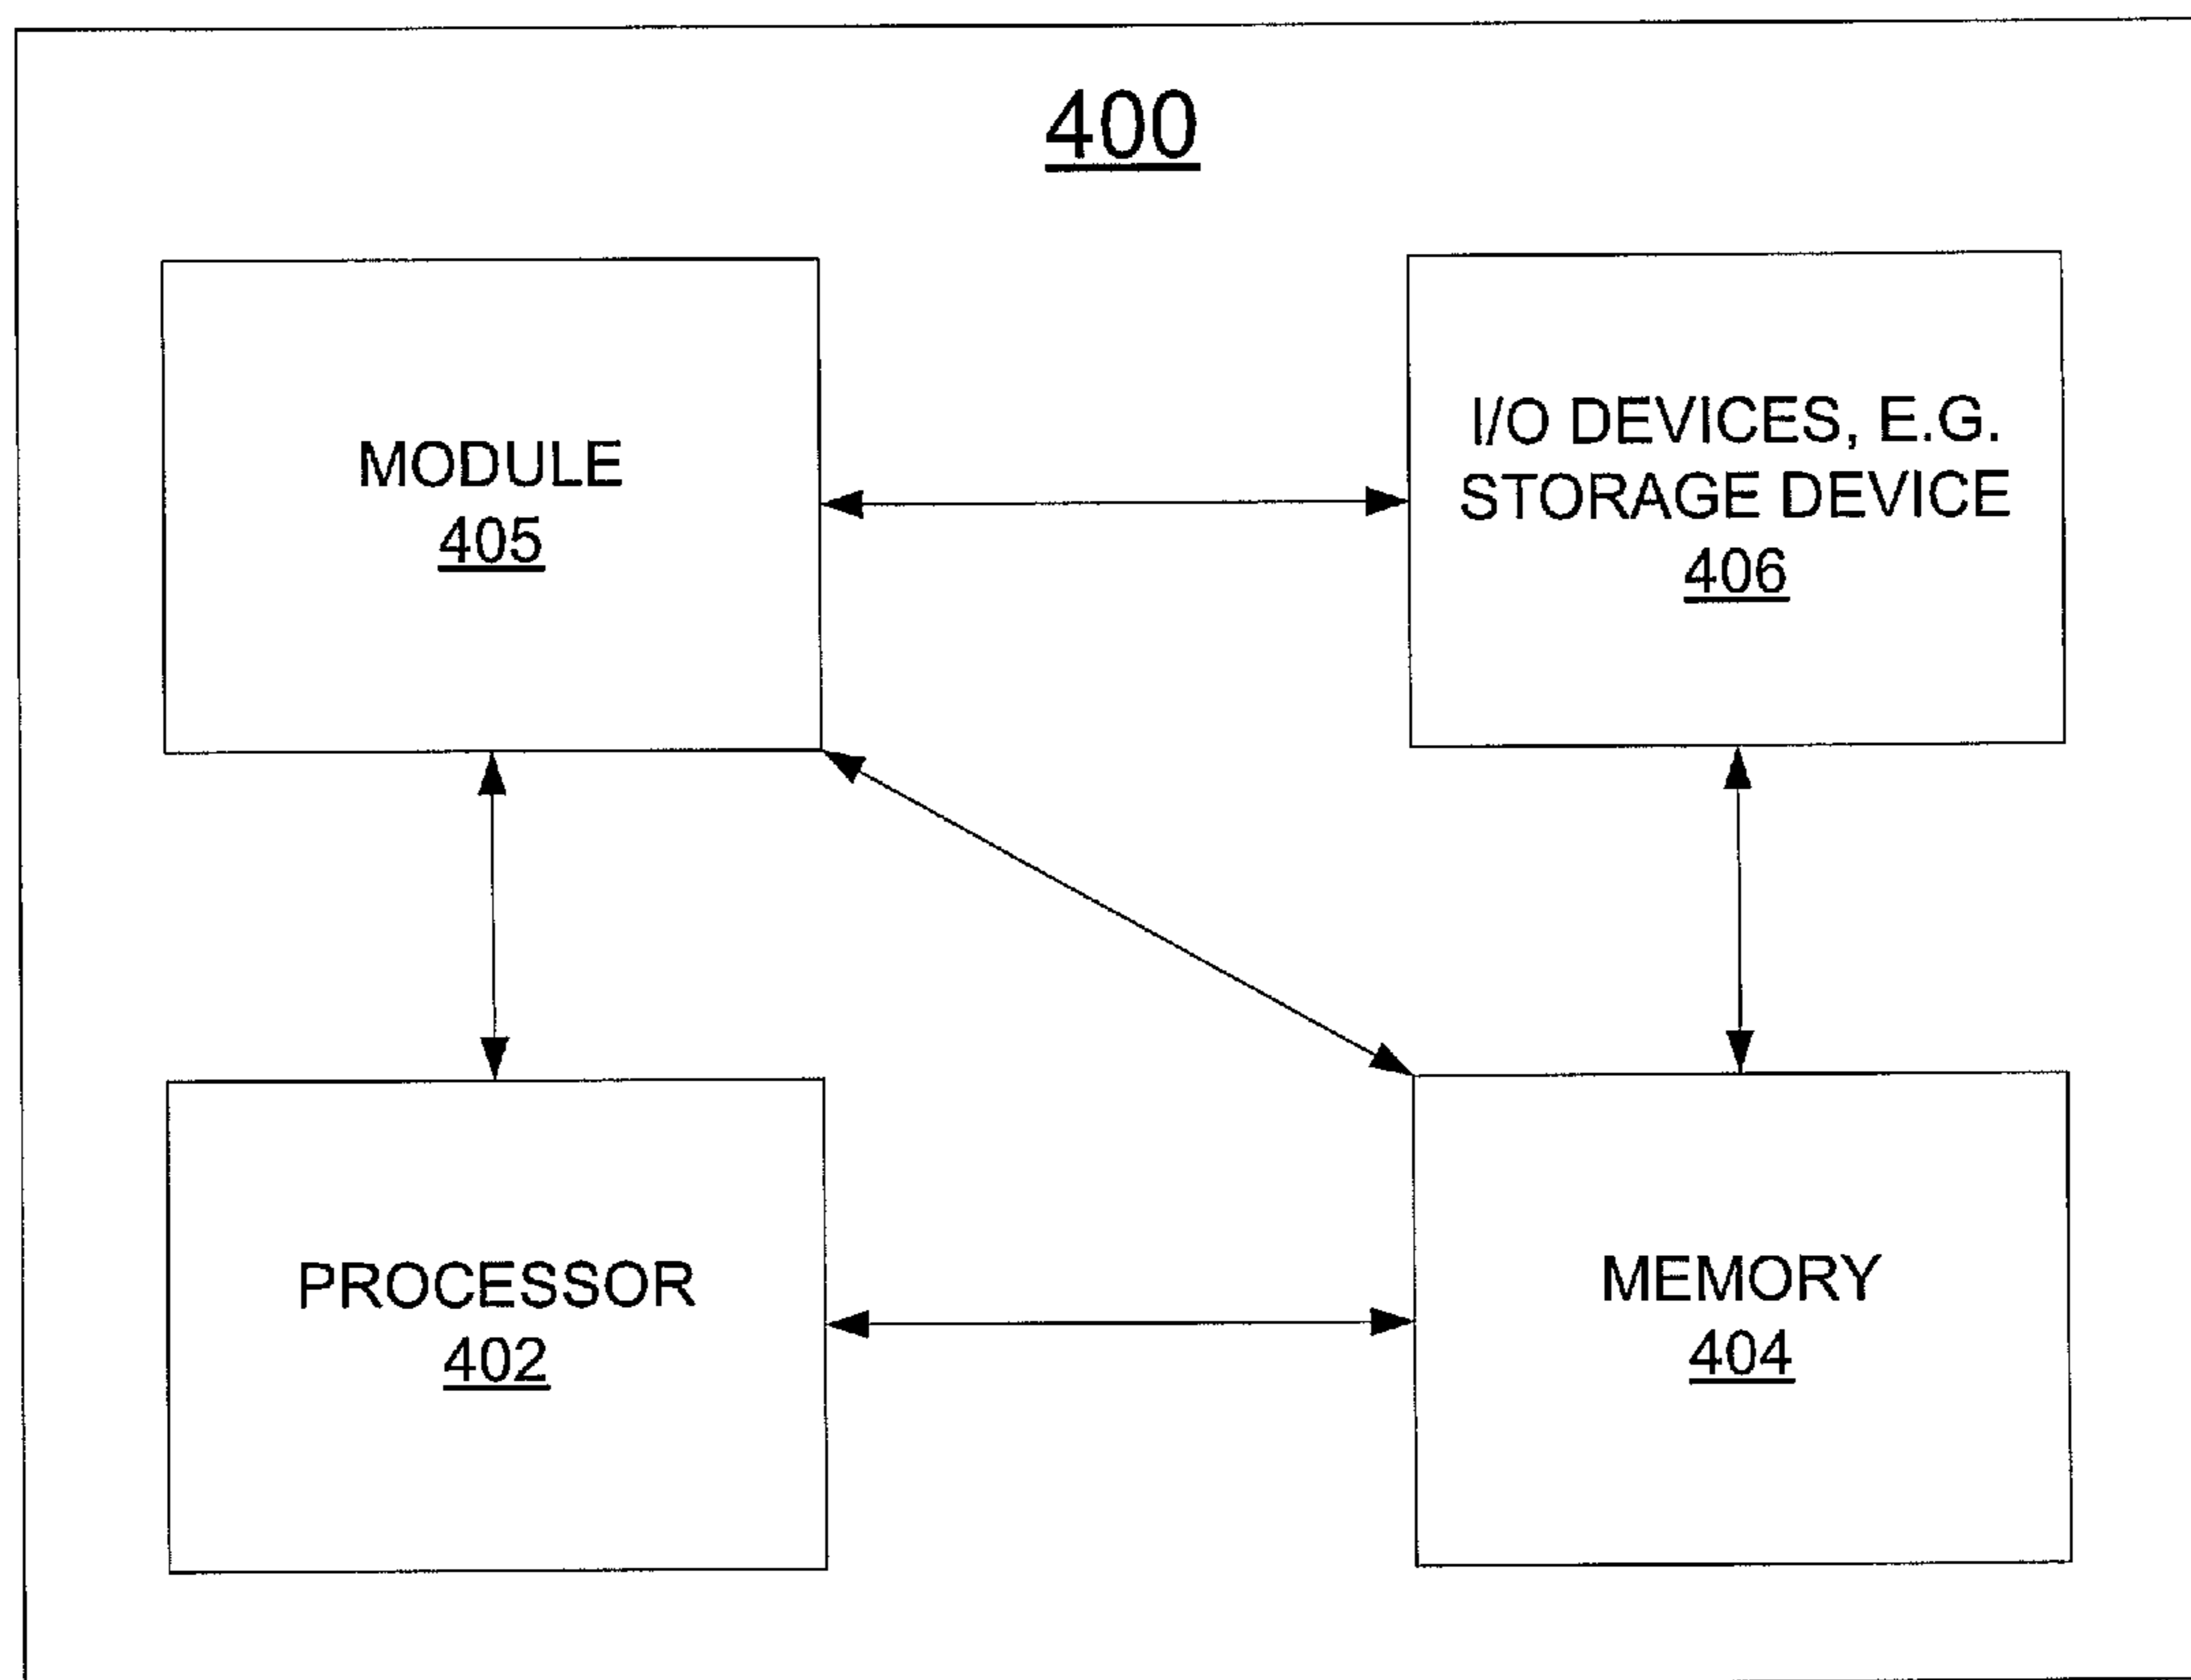 400
MODULE
405
I/O DEVICES, E.G.
STORAGE DEVICE
406
PROCESSOR
402
MEMORY
404